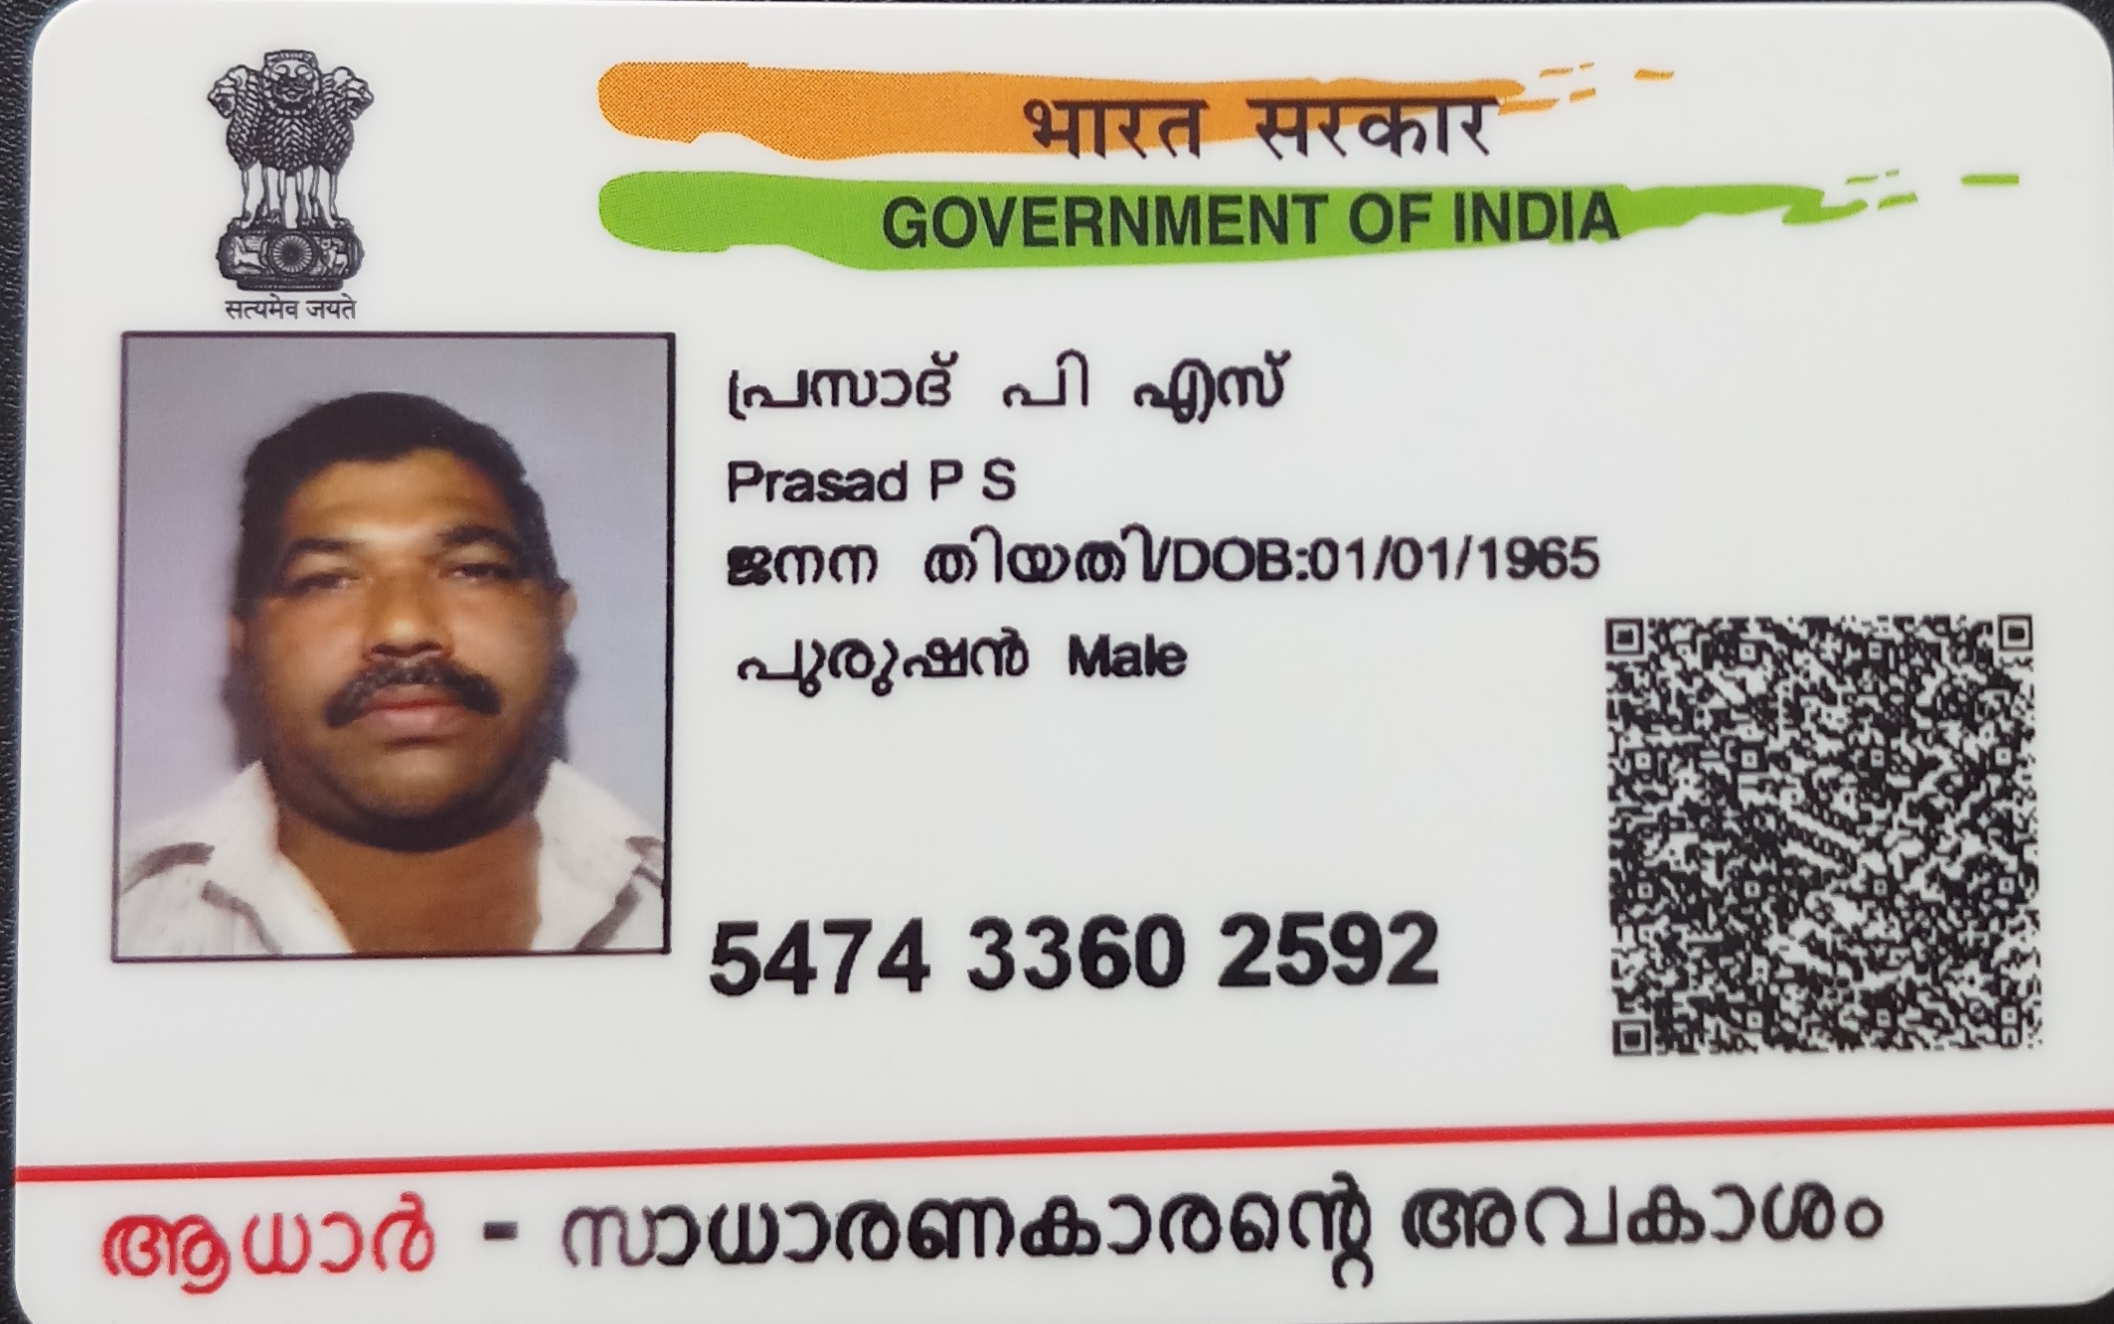 भारत सरकार
GOVERNMENT OF INDIA
सत्यमेव जयते
പ്രസാദ് പി എസ്
Prasad P S
ജനന തിയതി/DOB:01/01/1965
പുരുഷൻ Male
5474 3360 2592
ആധാർ - സാധാരണകാരന്റെ അവകാശം